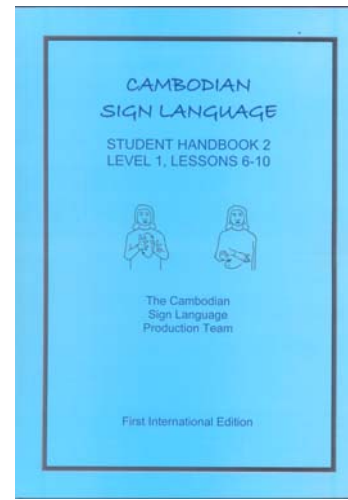 CAMBODIAN
SIGN LANGUAGE
STUDENT HANDBOOK 2
LEVEL 1, LESSONS 6-10
The Cambodian
Sign Language
Production Team
First International Edition